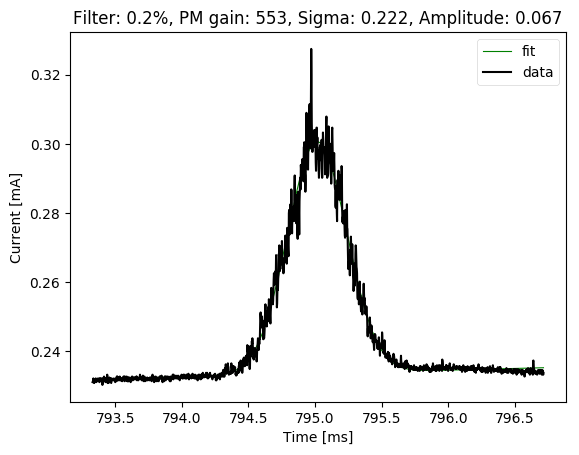 Filter: 0.2%, PM gain: 553, Sigma: 0.222, Amplitude: 0.067
fit
data
0.32
0.30
0.28
0.26
0.24
Current [mA]
793.5 794.0 794.5 795.0 795.5 796.0 796.5
Time [ms]